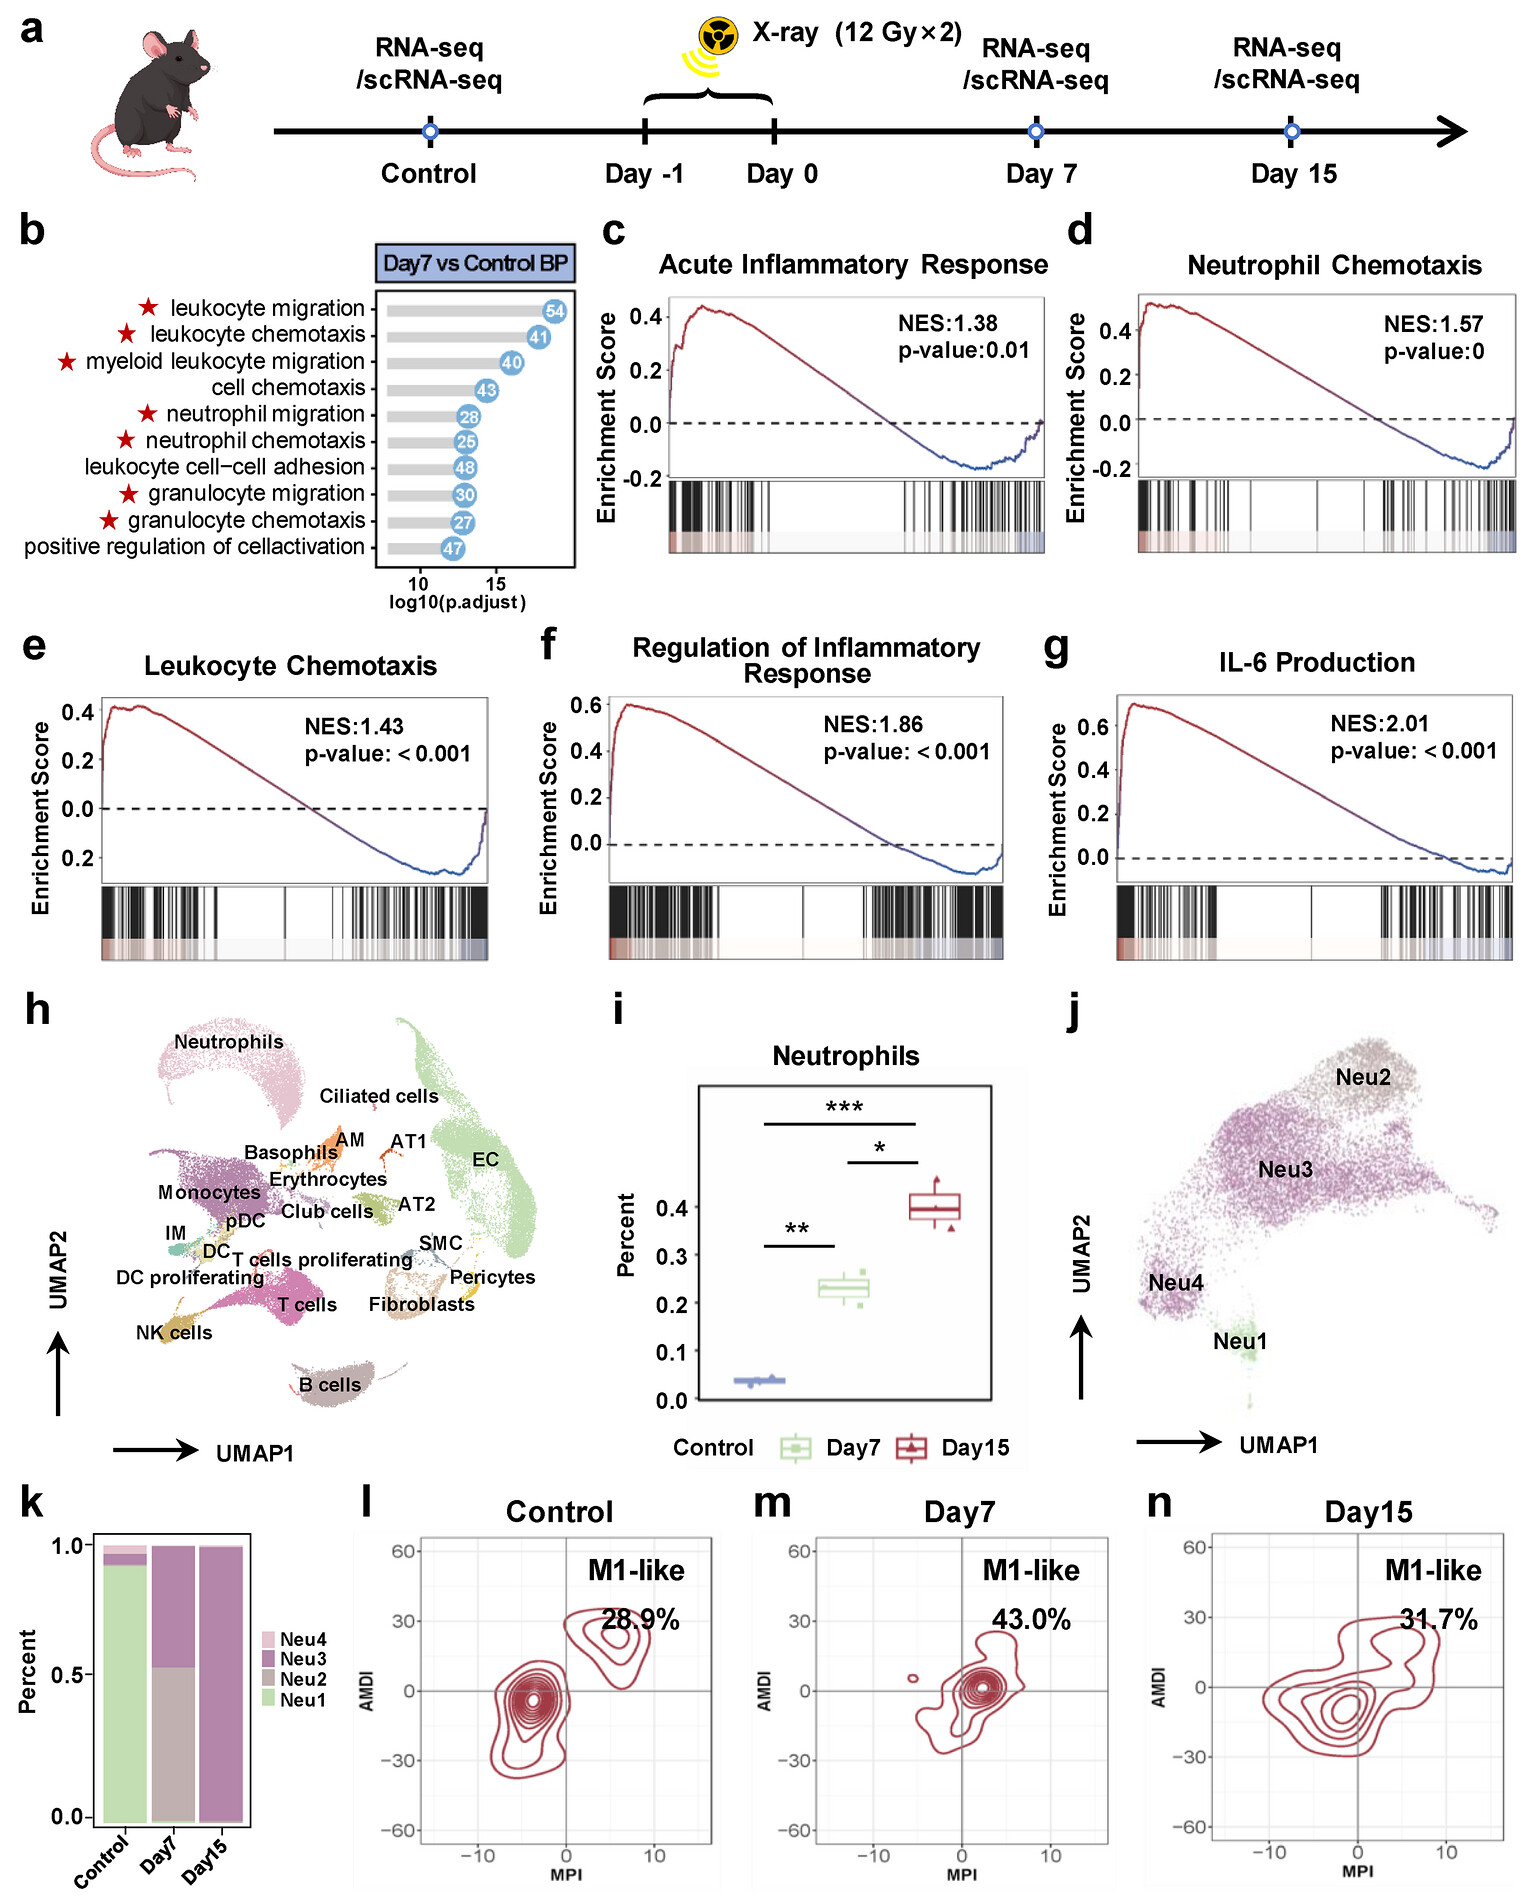 a
RNA-seq
/scRNA-seq
X-ray (12 Gy×2)
RNA-seq
/scRNA-seq
RNA-seq
/scRNA-seq
Control
Day -1
Day 0
Day 7
Day 15
b
Day7 vs Control BP
leukocyte migration
54
leukocyte chemotaxis
41
myeloid leukocyte migration
40
cell chemotaxis
43
neutrophil migration
28
neutrophil chemotaxis
25
leukocyte cell−cell adhesion
48
granulocyte migration
30
granulocyte chemotaxis
27
positive regulation of cellactivation
47
10
15
log10(p.adjust)
c
Acute Inflammatory Response
NES:1.38
p-value:0.01
Enrichment Score
0.4
0.2
0.0
-0.2
d
Neutrophil Chemotaxis
NES:1.57
p-value:0
Enrichment Score
0.4
0.2
0.0
-0.2
e
Leukocyte Chemotaxis
NES:1.43
p-value: < 0.001
Enrichment Score
0.4
0.2
0.0
0.2
f
Regulation of Inflammatory
Response
NES:1.86
p-value: < 0.001
Enrichment Score
0.6
0.4
0.2
0.0
g
IL-6 Production
NES:2.01
p-value: < 0.001
Enrichment Score
0.6
0.4
0.2
0.0
h
Neutrophils
Ciliated cells
AM
AT1
Basophils
EC
Erythrocytes
Monocytes
Club cells
AT2
pDC
IM
DC
SMC
T cells proliferating
DC proliferating
Pericytes
T cells
Fibroblasts
NK cells
B cells
UMAP2
UMAP1
i
Neutrophils
***
*
**
Percent
0.4
0.3
0.2
0.1
0.0
Control
Day7
Day15
j
Neu2
Neu3
Neu4
Neu1
UMAP2
UMAP1
k
Percent
1.0
0.5
0.0
Neu4
Neu3
Neu2
Neu1
Control
Day7
Day15
l
Control
M1-like
28.9%
AMDI
60
30
0
−30
−60
−10
0
10
MPI
m
Day7
M1-like
43.0%
AMDI
60
30
0
−30
−60
−10
0
10
MPI
n
Day15
M1-like
31.7%
AMDI
60
30
0
−30
−60
−10
0
10
MPI